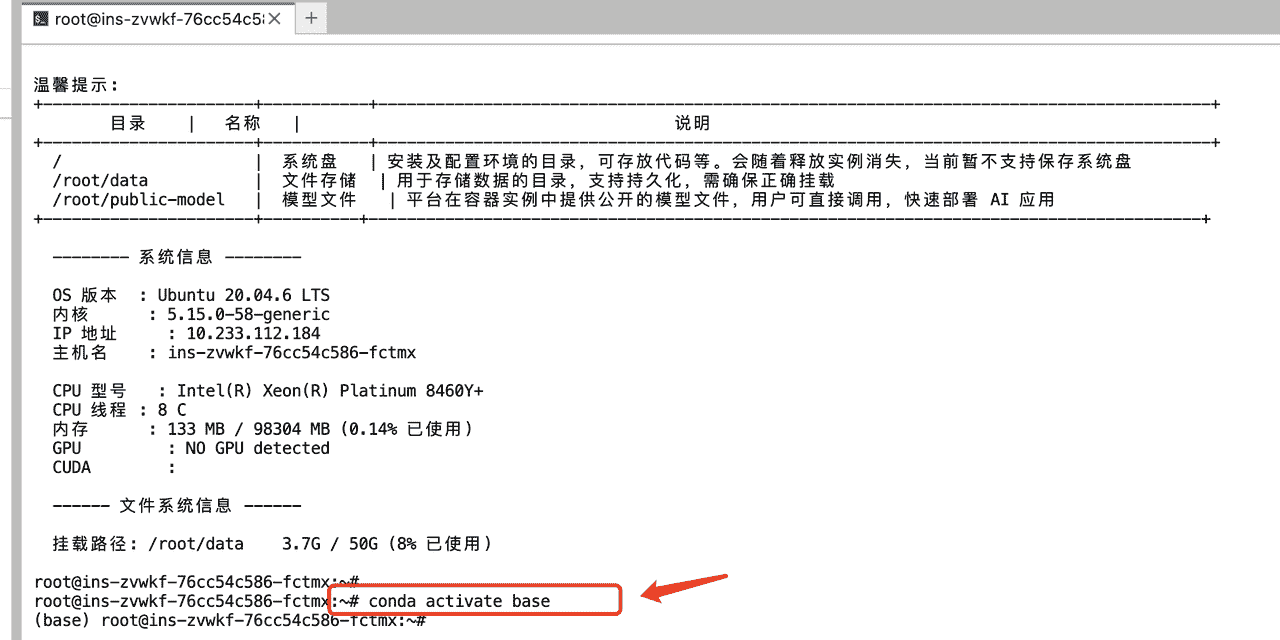 root@ins-zvwkf-76cc54c58
温馨提示:
+----------------------+-----------+--------------------------------------------------------------------------------------+
目录 | 名称 | 说明
+----------------------+-----------+--------------------------------------------------------------------------------------+
/ | 系统盘 | 安装及配置环境的目录，可存放代码等。会随着释放实例消失，当前暂不支持保存系统盘
/root/data | 文件存储 | 用于存储数据的目录，支持持久化，需确保正确挂载
/root/public-model | 模型文件 | 平台在容器实例中提供公开的模型文件，用户可直接调用，快速部署 AI 应用
+----------------------+----------+--------------------------------------------------------------------------------------+
-------- 系统信息 --------
OS 版本 : Ubuntu 20.04.6 LTS
内核 : 5.15.0-58-generic
IP 地址 : 10.233.112.184
主机名 : ins-zvwkf-76cc54c586-fctmx
CPU 型号 : Intel(R) Xeon(R) Platinum 8460Y+
CPU 线程 : 8 C
内存 : 133 MB / 98304 MB (0.14% 已使用)
GPU : NO GPU detected
CUDA :
------ 文件系统信息 ------
挂载路径: /root/data 3.7G / 50G (8% 已使用)
root@ins-zvwkf-76cc54c586-fctmx:~#
root@ins-zvwkf-76cc54c586-fctmx:~# conda activate base
(base) root@ins-zvwkf-76cc54c586-fctmx:~#